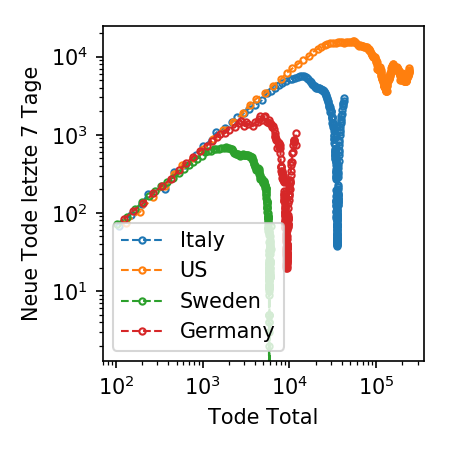 Neue Tode letzte 7 Tage
10⁴
10³
10²
10¹
Italy
US
Sweden
Germany
10² 10³ 10⁴ 10⁵
Tode Total